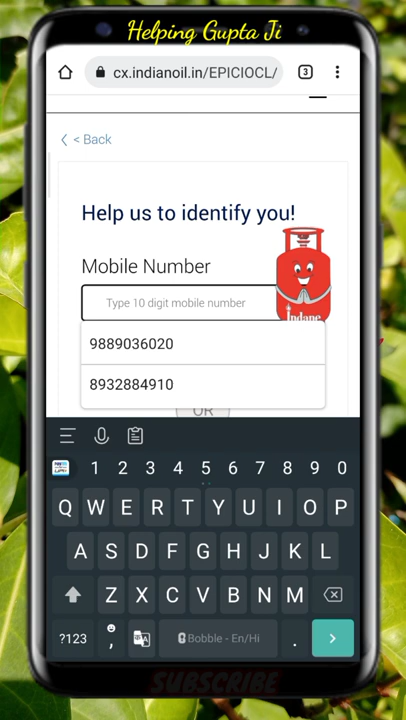 Helping Gupta Ji
cx.indianoil.in/EPICIOCL/
3
< Back
Help us to identify you!
Mobile Number
Type 10 digit mobile number
Indane
9889036020
8932884910
OR
1 2 3 4 5 6 7 8 9 0
Q W E R T Y U I O P
A S D F G H J K L
Z X C V B N M
?123 , Bobble - En/Hi .
SUBSCRIBE